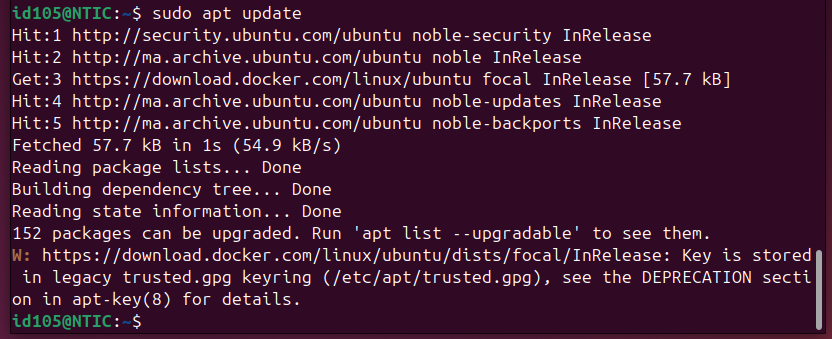 id105@NTIC:~$ sudo apt update
Hit:1 http://security.ubuntu.com/ubuntu noble-security InRelease
Hit:2 http://ma.archive.ubuntu.com/ubuntu noble InRelease
Get:3 https://download.docker.com/linux/ubuntu focal InRelease [57.7 kB]
Hit:4 http://ma.archive.ubuntu.com/ubuntu noble-updates InRelease
Hit:5 http://ma.archive.ubuntu.com/ubuntu noble-backports InRelease
Fetched 57.7 kB in 1s (54.9 kB/s)
Reading package lists... Done
Building dependency tree... Done
Reading state information... Done
152 packages can be upgraded. Run 'apt list --upgradable' to see them.
W: https://download.docker.com/linux/ubuntu/dists/focal/InRelease: Key is stored
 in legacy trusted.gpg keyring (/etc/apt/trusted.gpg), see the DEPRECATION secti
on in apt-key(8) for details.
id105@NTIC:~$